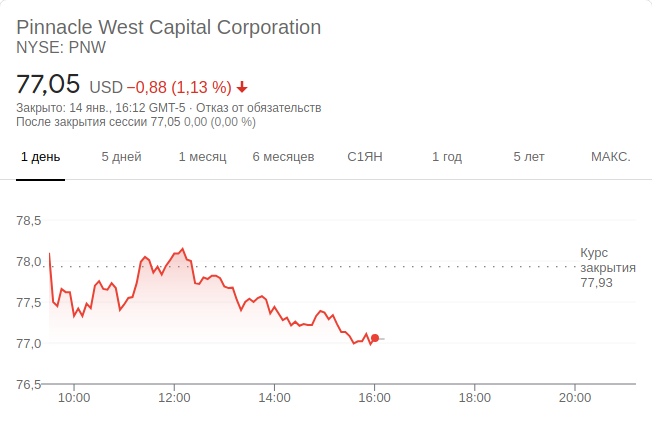 Pinnacle West Capital Corporation
NYSE: PNW
77,05 USD −0,88 (1,13 %)
Закрыто: 14 янв., 16:12 GMT-5 · Отказ от обязательств
После закрытия сессии 77,05 0,00 (0,00 %)
1 день 5 дней 1 месяц 6 месяцев С1ЯН 1 год 5 лет МАКС.
78,5
78,0
77,5
77,0
76,5
Курс
закрытия
77,93
10:00 12:00 14:00 16:00 18:00 20:00